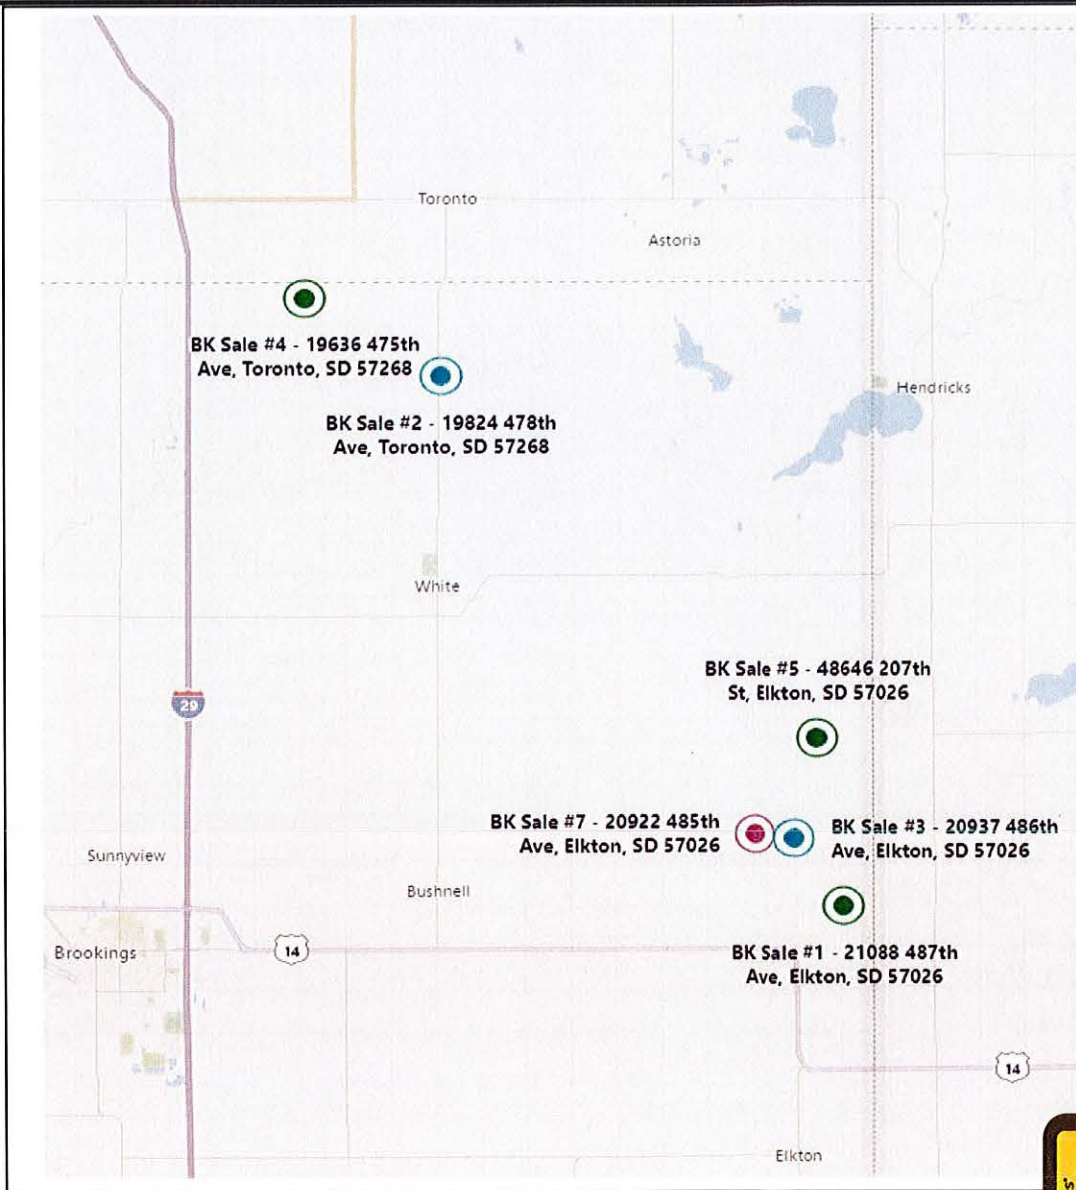 Toronto
Astoria
BK Sale #4 - 19636 475th
Ave, Toronto, SD 57268
Hendricks
BK Sale #2 - 19824 478th
Ave, Toronto, SD 57268
White
BK Sale #5 - 48646 207th
St, Elkton, SD 57026
29
BK Sale #7 - 20922 485th
Ave, Elkton, SD 57026
BK Sale #3 - 20937 486th
Ave, Elkton, SD 57026
Sunnyview
Bushnell
Brookings
14
BK Sale #1 - 21088 487th
Ave, Elkton, SD 57026
14
Elkton